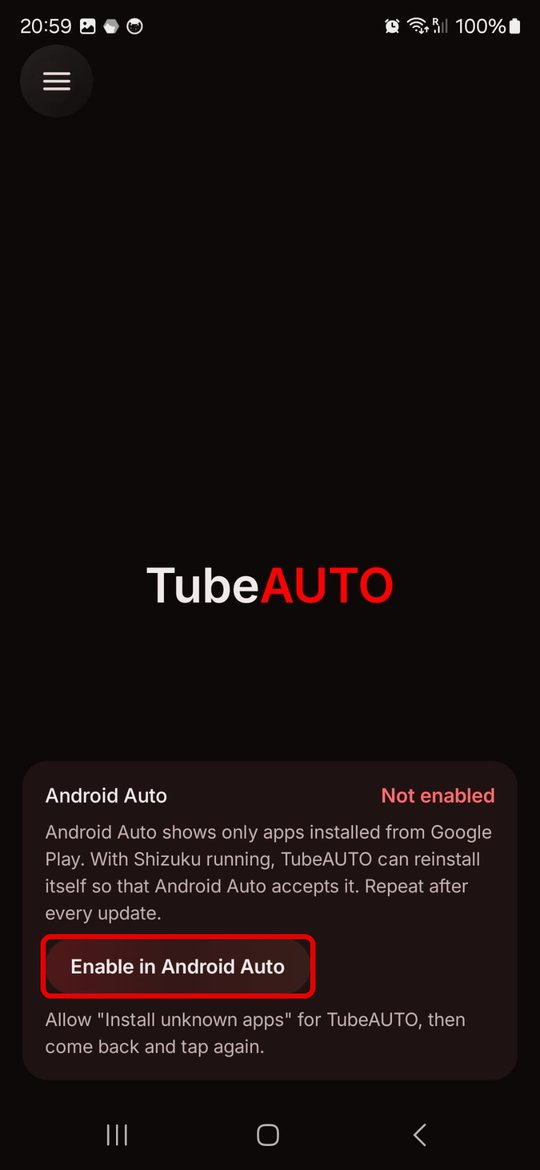 20:59 100%
TubeAUTO
Android Auto Not enabled
Android Auto shows only apps installed from Google
Play. With Shizuku running, TubeAUTO can reinstall
itself so that Android Auto accepts it. Repeat after
every update.
Enable in Android Auto
Allow "Install unknown apps" for TubeAUTO, then
come back and tap again.